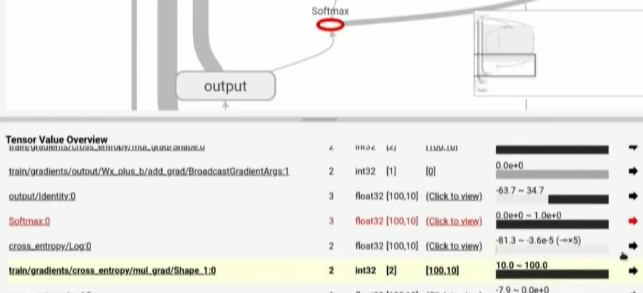 Softmax
output
Tensor Value Overview
train/gradients/cross_entropy/mul_grad/Shape:0 2 int32 [2] [100,10]
train/gradients/output/Wx_plus_b/add_grad/BroadcastGradientArgs:1 2 int32 [1] [0] 0.0e+0
output/Identity:0 3 float32 [100,10] (Click to view) -63.7 ~ 34.7
Softmax:0 3 float32 [100,10] (Click to view) 0.0e+0 ~ 1.0e+0
cross_entropy/Log:0 2 float32 [100,10] (Click to view) -81.3 ~ -3.6e-5 (-∞×5)
train/gradients/cross_entropy/mul_grad/Shape_1:0 2 int32 [2] [100,10] 10.0 ~ 100.0
-7.9 ~ 0.0e+0